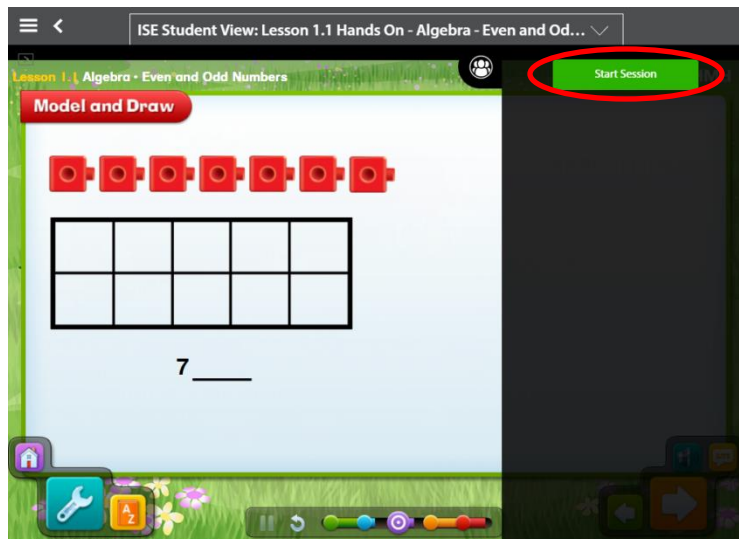 ISE Student View: Lesson 1.1 Hands On - Algebra - Even and Od...
Lesson 1.1 Algebra • Even and Odd Numbers
Start Session
Model and Draw
7____
A
Z